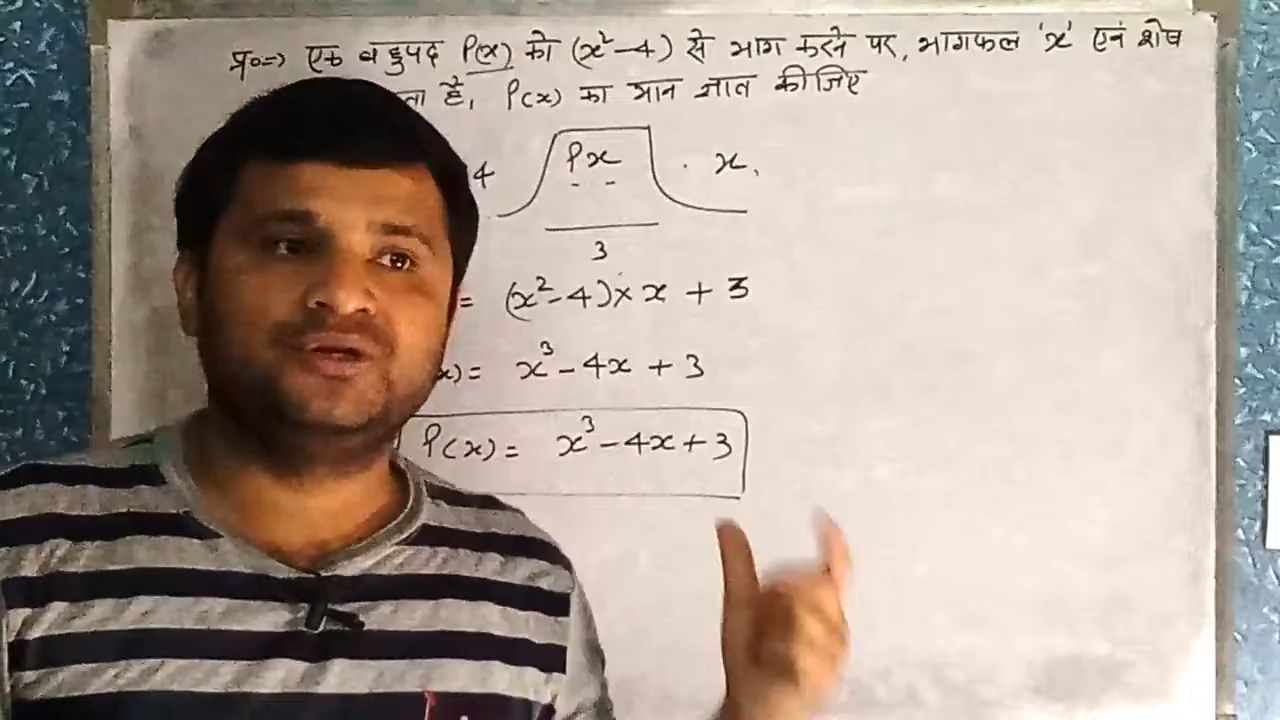 प्र०=> एक बहुपद P(x) को (x²-4) से भाग करने पर, भागफल 'x' एवं शेष
ता है, P(x) का मान ज्ञात कीजिए
4 Px . x.
3
= (x²-4)×x + 3
x)= x³-4x + 3
P(x)= x³-4x+3